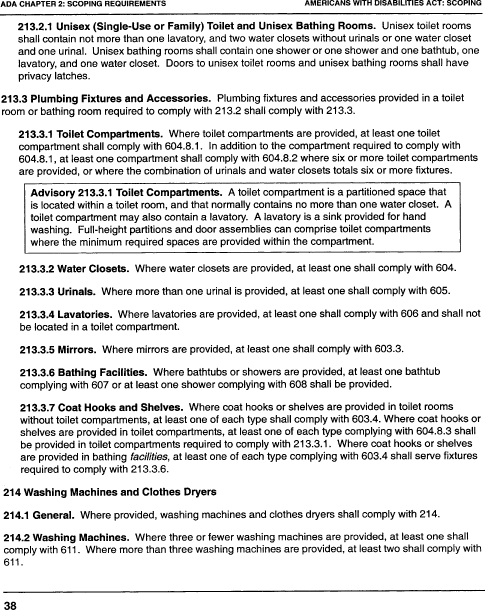 ADA CHAPTER 2: SCOPING REQUIREMENTS AMERICANS WITH DISABILITIES ACT: SCOPING
213.2.1 Unisex (Single-Use or Family) Toilet and Unisex Bathing Rooms. Unisex toilet rooms
shall contain not more than one lavatory, and two water closets without urinals or one water closet
and one urinal. Unisex bathing rooms shall contain one shower or one shower and one bathtub, one
lavatory, and one water closet. Doors to unisex toilet rooms and unisex bathing rooms shall have
privacy latches.
213.3 Plumbing Fixtures and Accessories. Plumbing fixtures and accessories provided in a toilet
room or bathing room required to comply with 213.2 shall comply with 213.3.
213.3.1 Toilet Compartments. Where toilet compartments are provided, at least one toilet
compartment shall comply with 604.8.1. In addition to the compartment required to comply with
604.8.1, at least one compartment shall comply with 604.8.2 where six or more toilet compartments
are provided, or where the combination of urinals and water closets totals six or more fixtures.
Advisory 213.3.1 Toilet Compartments. A toilet compartment is a partitioned space that
is located within a toilet room, and that normally contains no more than one water closet. A
toilet compartment may also contain a lavatory. A lavatory is a sink provided for hand
washing. Full-height partitions and door assemblies can comprise toilet compartments
where the minimum required spaces are provided within the compartment.
213.3.2 Water Closets. Where water closets are provided, at least one shall comply with 604.
213.3.3 Urinals. Where more than one urinal is provided, at least one shall comply with 605.
213.3.4 Lavatories. Where lavatories are provided, at least one shall comply with 606 and shall not
be located in a toilet compartment.
213.3.5 Mirrors. Where mirrors are provided, at least one shall comply with 603.3.
213.3.6 Bathing Facilities. Where bathtubs or showers are provided, at least one bathtub
complying with 607 or at least one shower complying with 608 shall be provided.
213.3.7 Coat Hooks and Shelves. Where coat hooks or shelves are provided in toilet rooms
without toilet compartments, at least one of each type shall comply with 603.4. Where coat hooks or
shelves are provided in toilet compartments, at least one of each type complying with 604.8.3 shall
be provided in toilet compartments required to comply with 213.3.1. Where coat hooks or shelves
are provided in bathing facilities, at least one of each type complying with 603.4 shall serve fixtures
required to comply with 213.3.6.
214 Washing Machines and Clothes Dryers
214.1 General. Where provided, washing machines and clothes dryers shall comply with 214.
214.2 Washing Machines. Where three or fewer washing machines are provided, at least one shall
comply with 611. Where more than three washing machines are provided, at least two shall comply with
611.
38